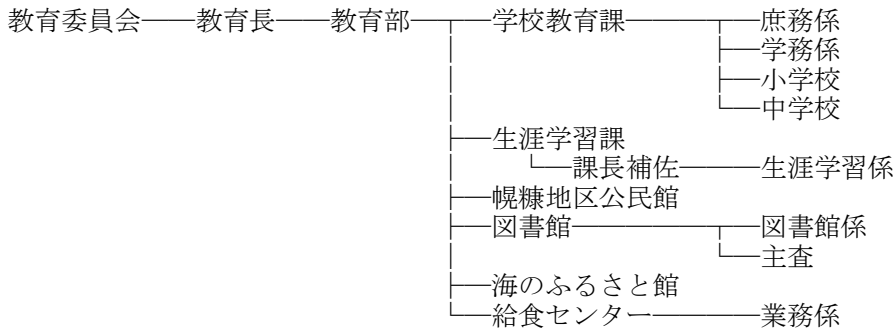 教育委員会──教育長──教育部─┬─学校教育課────┬─庶務係
├─学務係
├─小学校
└─中学校
├─生涯学習課
└─課長補佐───生涯学習係
├─幌糠地区公民館
├─図書館──────┬─図書館係
└─主査
├─海のふるさと館
└─給食センター────業務係